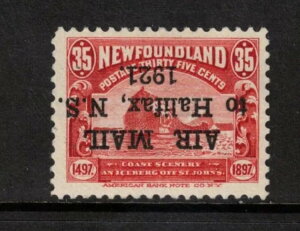 35 NEWFOUNDLAND 35
POSTAGE THIRTY FIVE CENTS
AIR MAIL
to Halifax, N.S.
1921.
1497 1897
COAST SCENERY
AN ICEBERG OFF ST. JOHNS
AMERICAN BANK NOTE CO. N.Y.